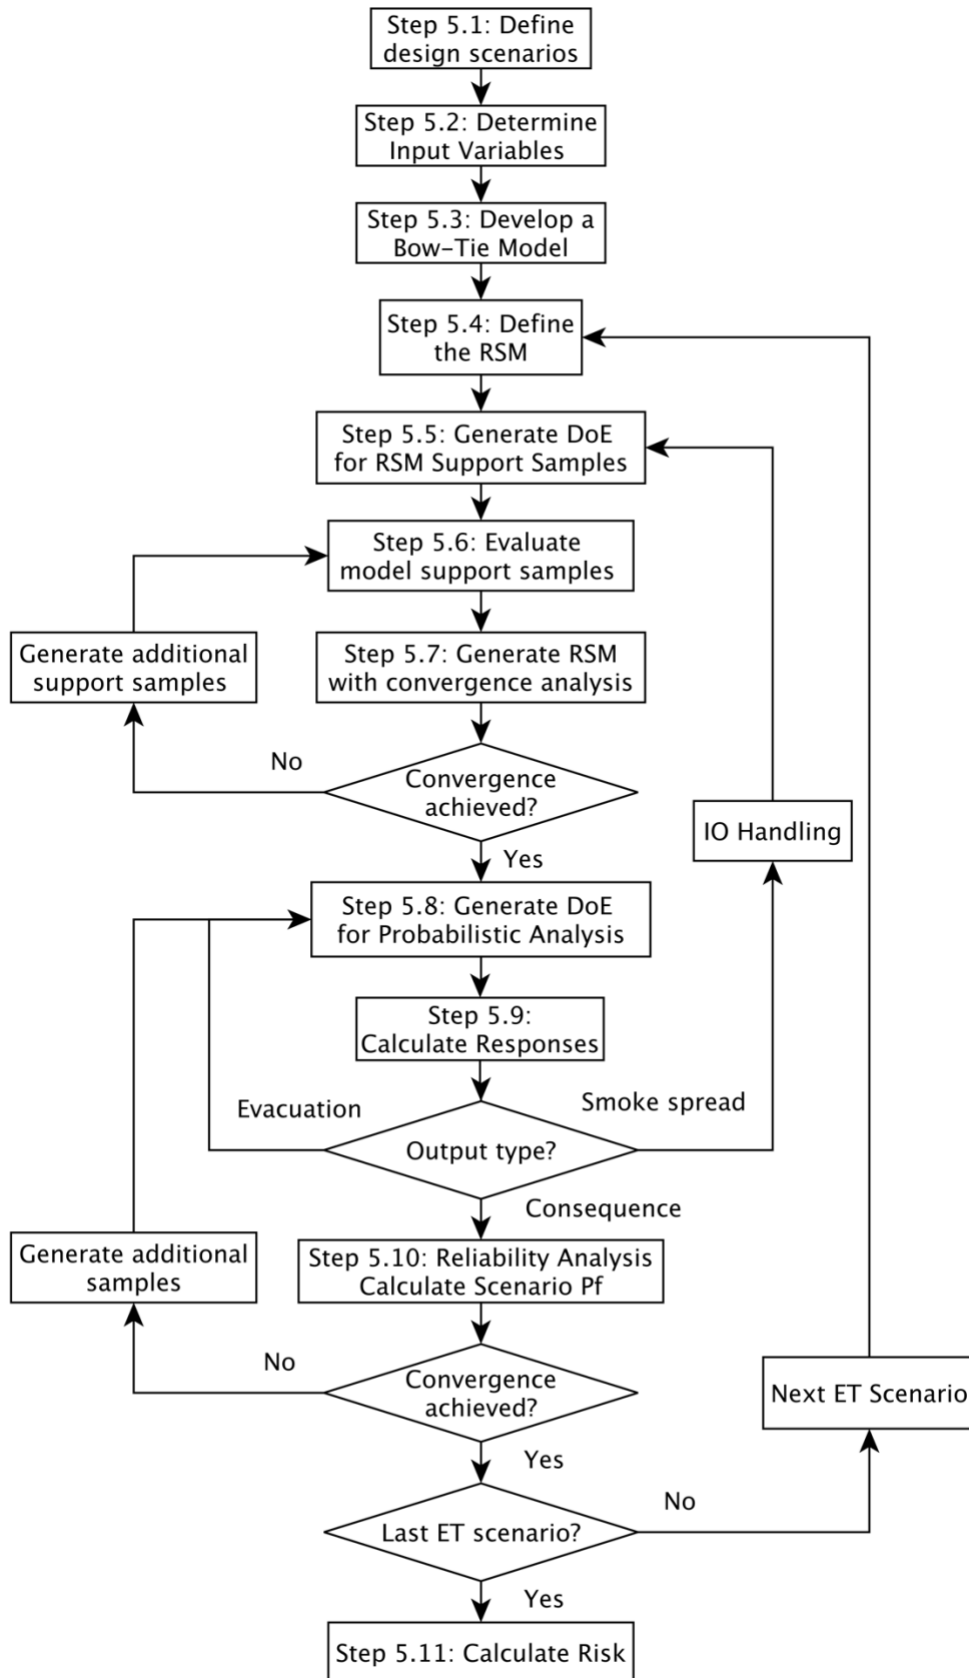 Step 5.1: Define
design scenarios
Step 5.2: Determine
Input Variables
Step 5.3: Develop a
Bow-Tie Model
Step 5.4: Define
the RSM
Step 5.5: Generate DoE
for RSM Support Samples
Step 5.6: Evaluate
model support samples
Generate additional
support samples
Step 5.7: Generate RSM
with convergence analysis
No
Convergence
achieved?
IO Handling
Yes
Step 5.8: Generate DoE
for Probabilistic Analysis
Step 5.9:
Calculate Responses
Evacuation
Smoke spread
Output type?
Consequence
Generate additional
samples
Step 5.10: Reliability Analysis
Calculate Scenario Pf
No
Convergence
achieved?
Next ET Scenario
Yes
No
Last ET scenario?
Yes
Step 5.11: Calculate Risk